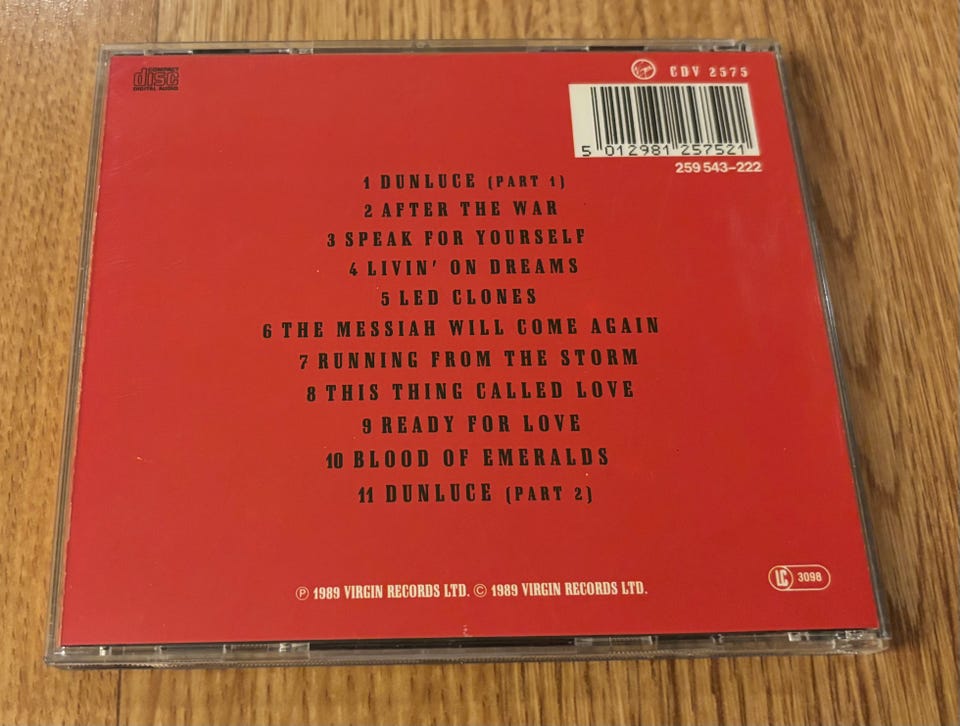 COMPACT
disc
DIGITAL AUDIO
Virgin
CDV 2575
5 012981 257521
259 543-222
1 DUNLUCE (PART 1)
2 AFTER THE WAR
3 SPEAK FOR YOURSELF
4 LIVIN' ON DREAMS
5 LED CLONES
6 THE MESSIAH WILL COME AGAIN
7 RUNNING FROM THE STORM
8 THIS THING CALLED LOVE
9 READY FOR LOVE
10 BLOOD OF EMERALDS
11 DUNLUCE (PART 2)
LC 3098
℗ 1989 VIRGIN RECORDS LTD. © 1989 VIRGIN RECORDS LTD.